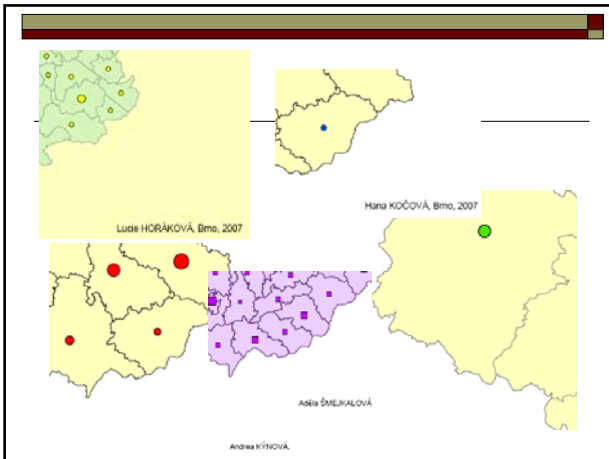 Hana KOČOVÁ, Brno, 2007
Lucie HORÁKOVÁ, Brno, 2007
Adéla ŠMEJKALOVÁ
Andrea KÝNOVÁ,